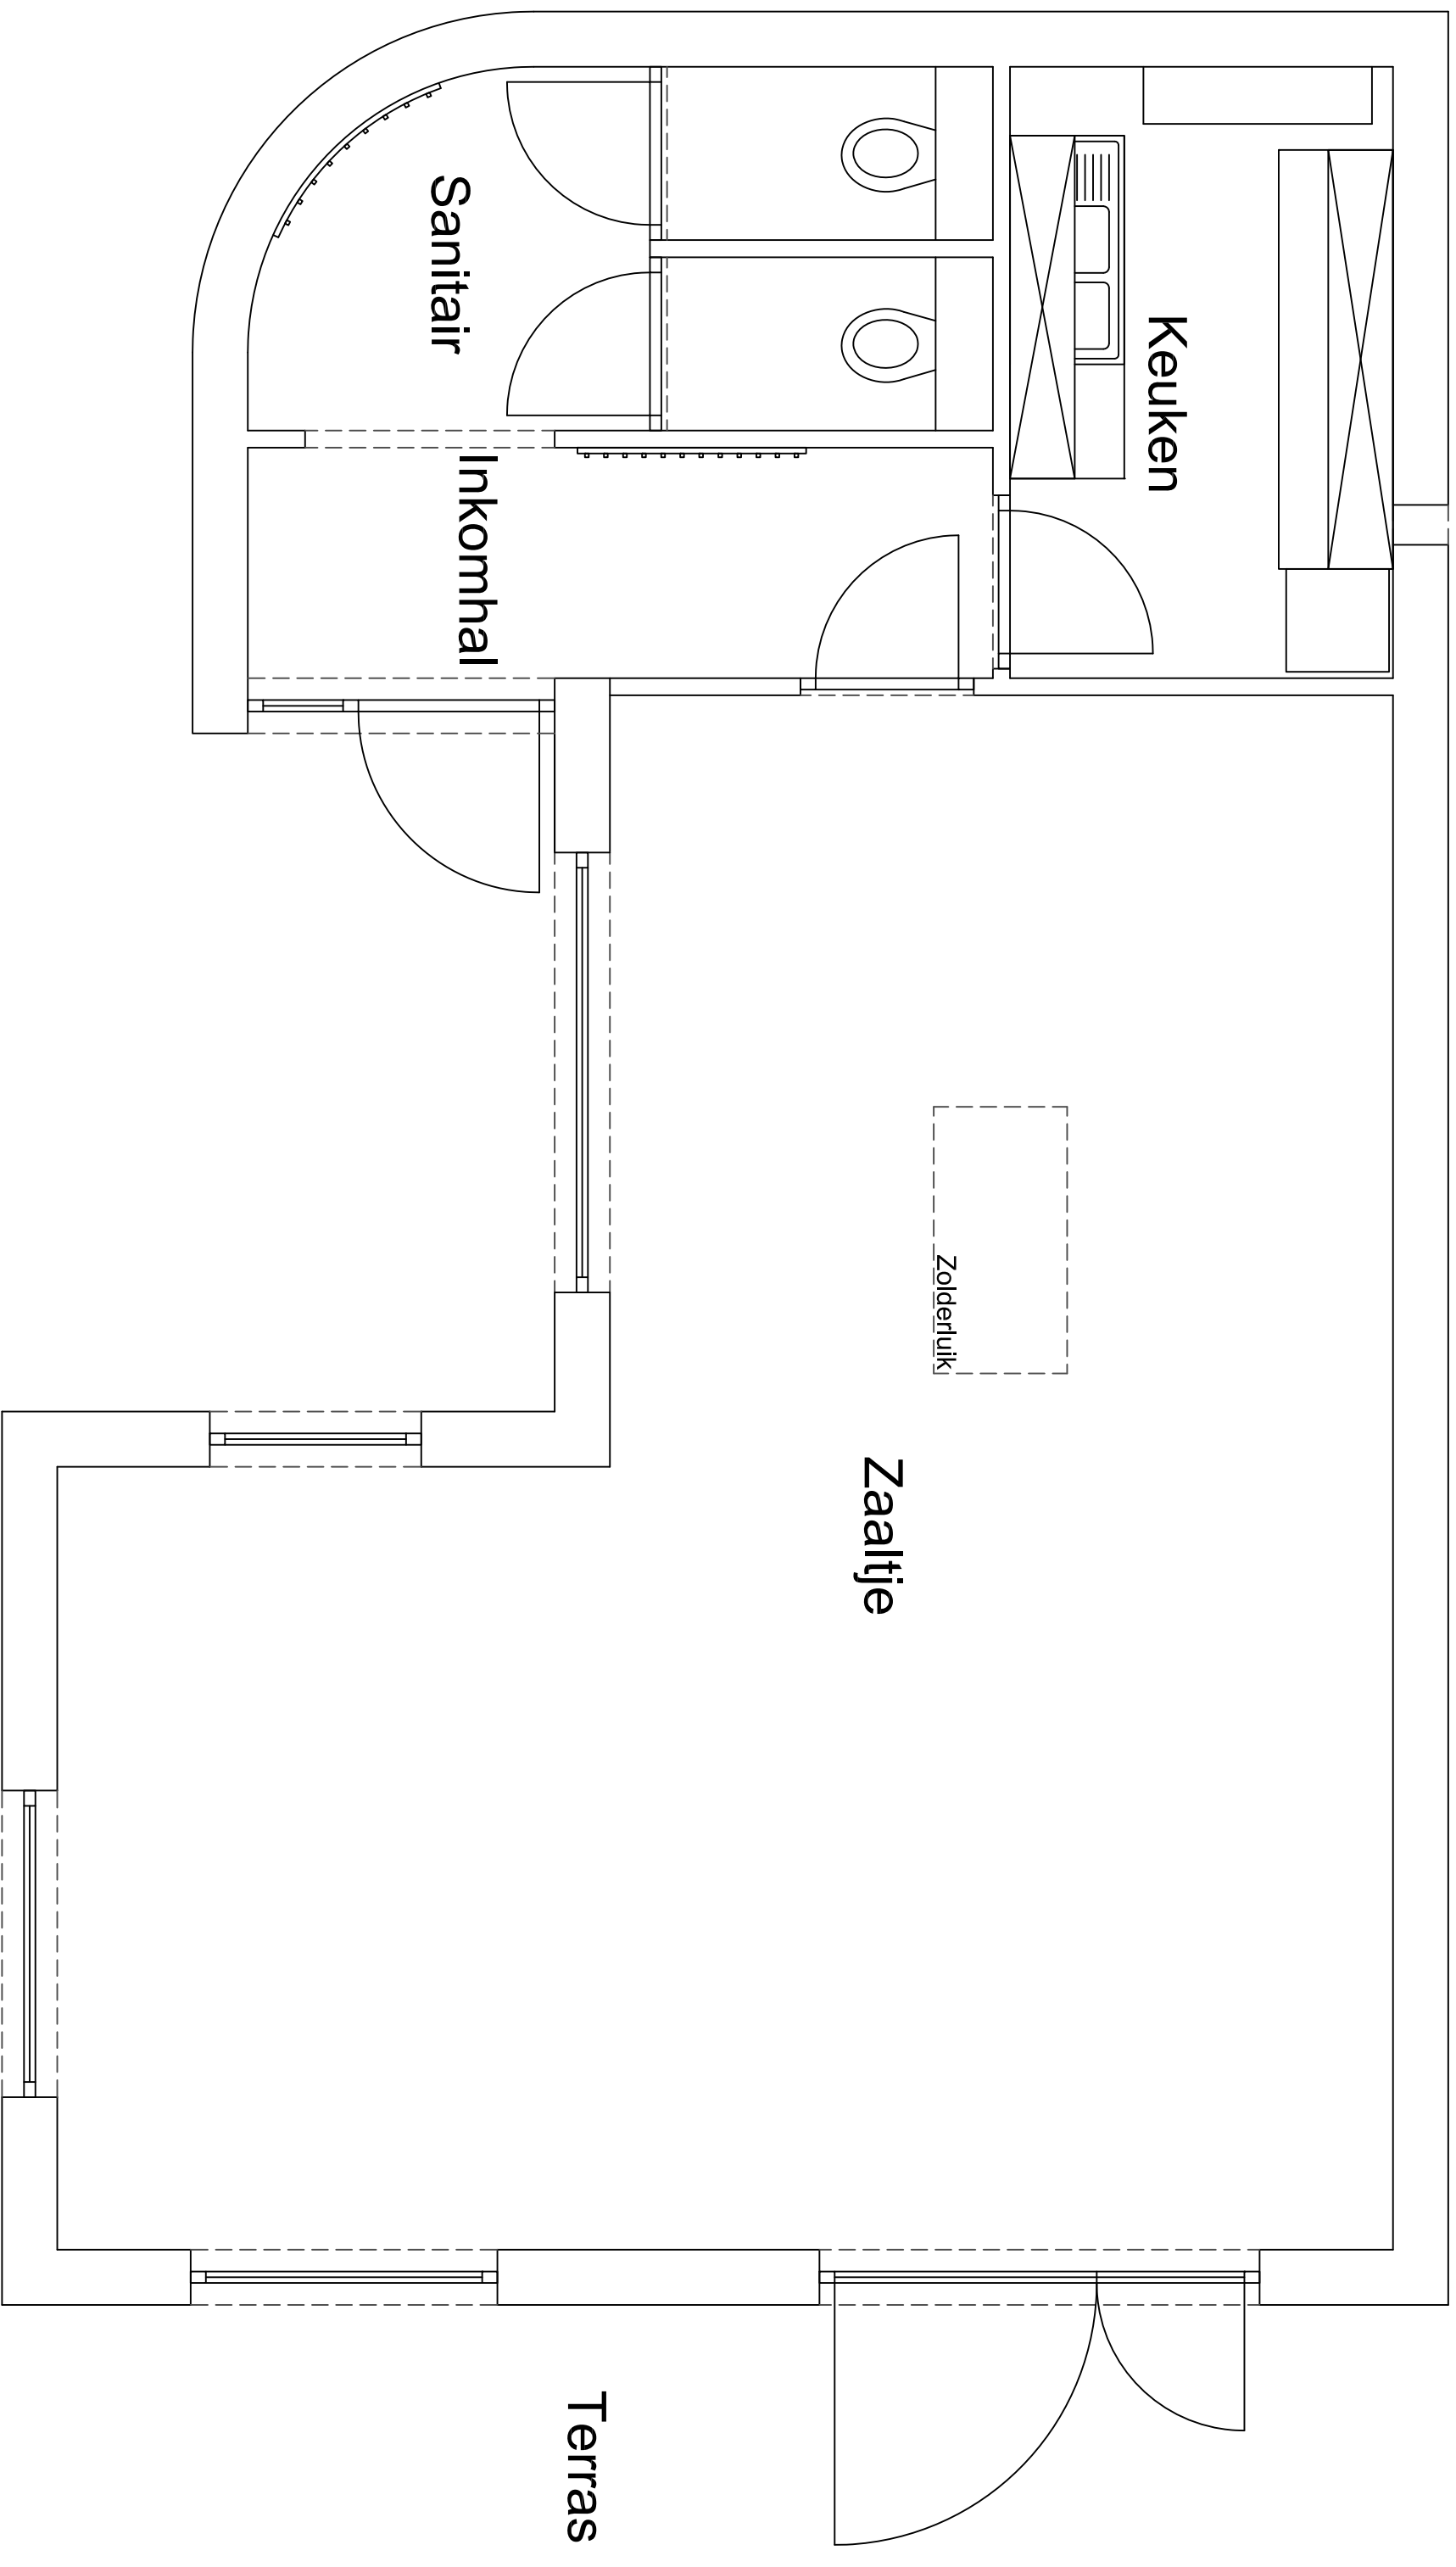 Sanitair
Keuken
Inkomhal
Zolderluik
Zaaltje
Terras